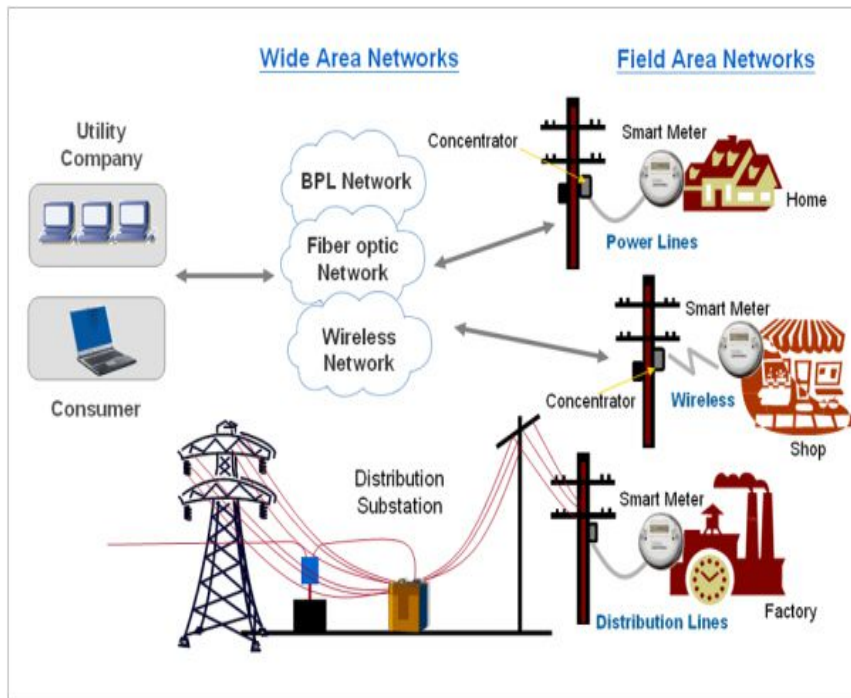 Wide Area Networks
Field Area Networks
Utility
Company
Consumer
BPL Network
Fiber optic
Network
Wireless
Network
Concentrator
Smart Meter
Home
Power Lines
Smart Meter
Concentrator
Wireless
Shop
Distribution
Substation
Smart Meter
Distribution Lines
Factory